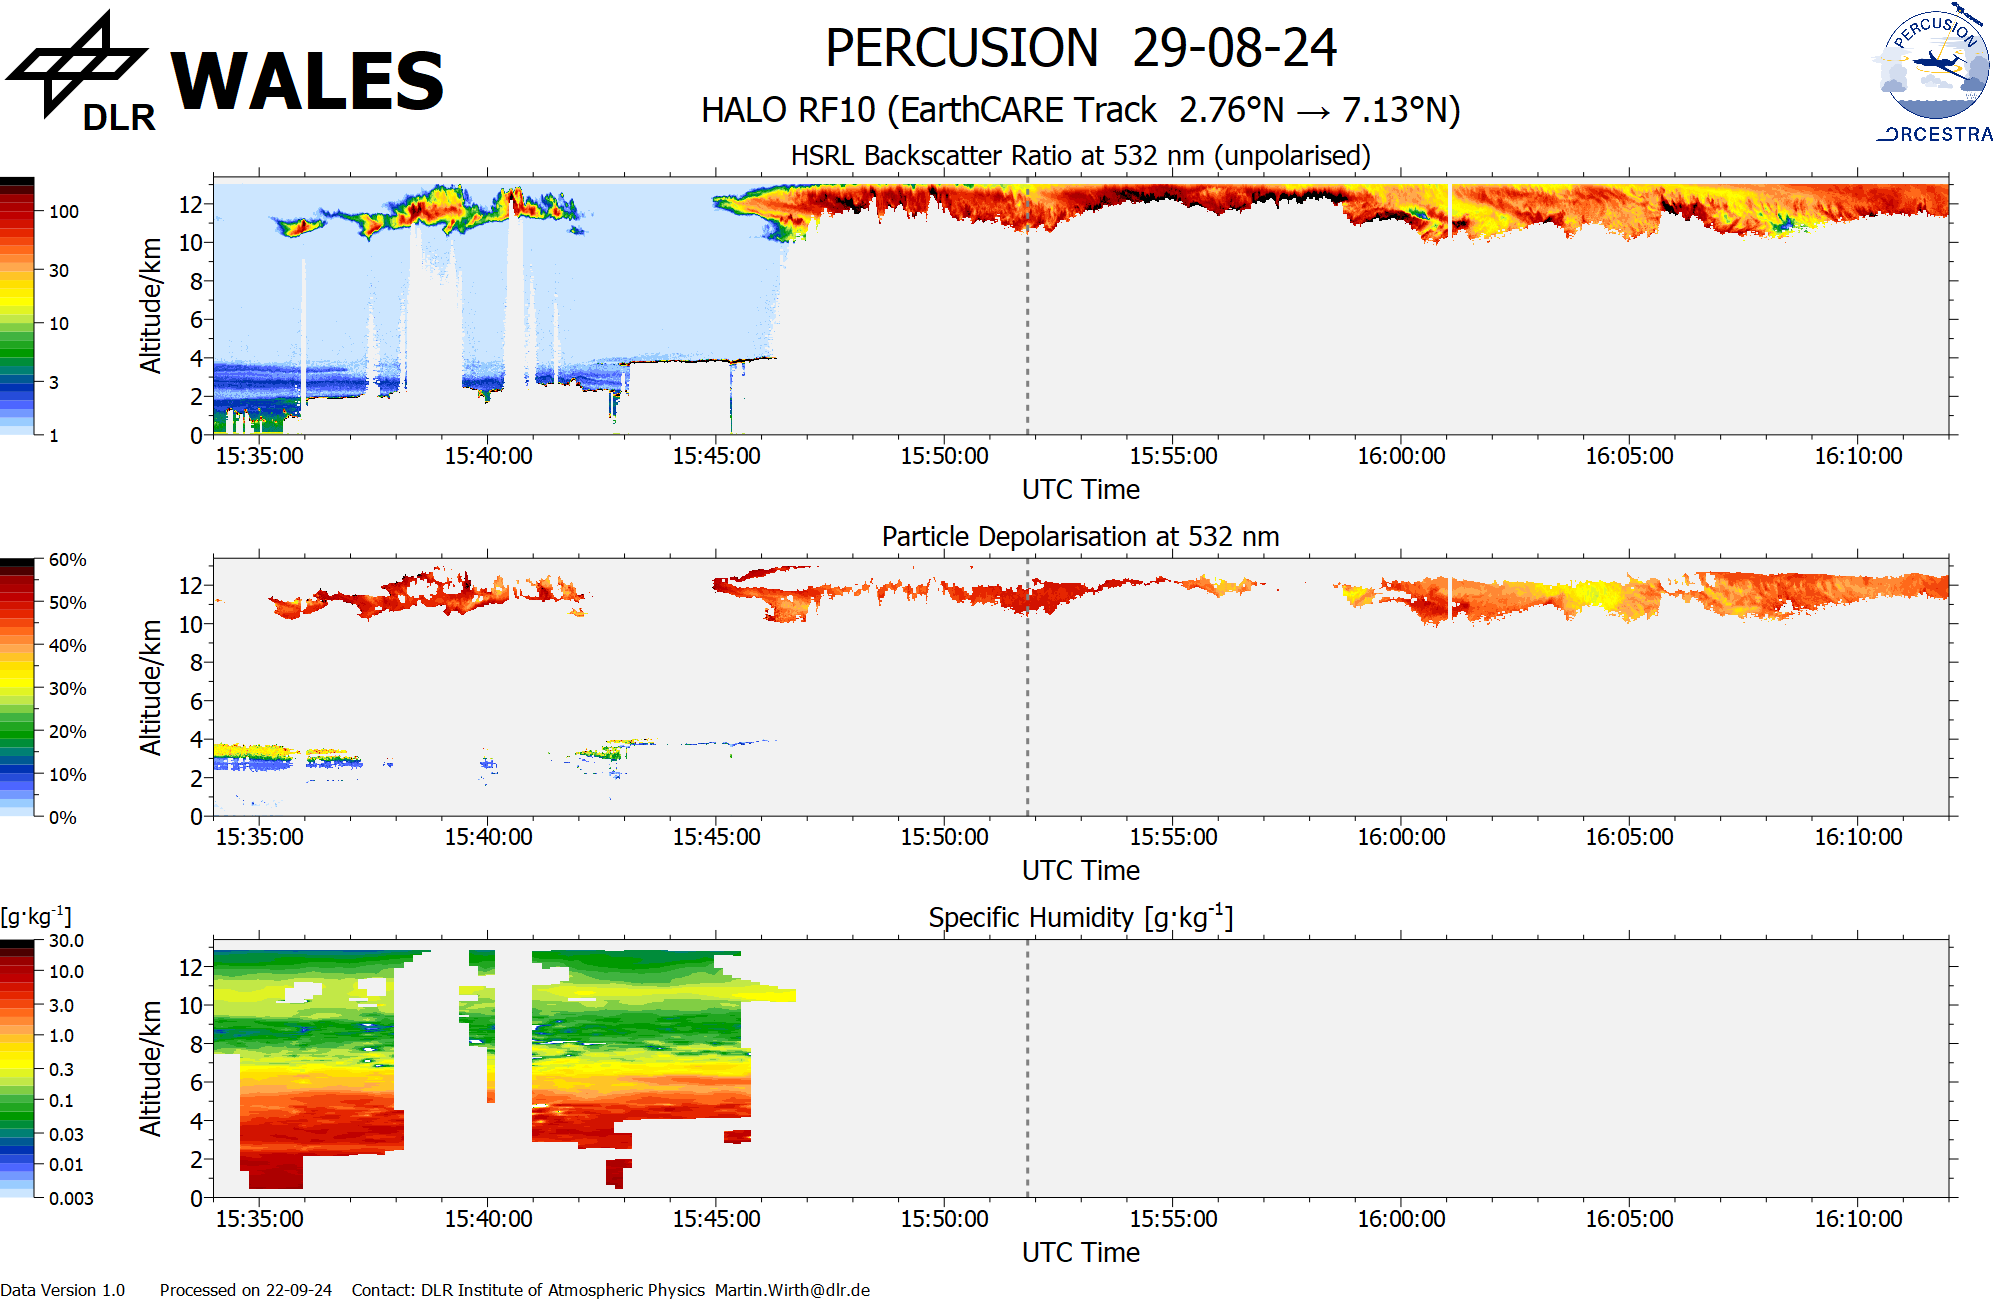 DLR
WALES
PERCUSION 29-08-24
HALO RF10 (EarthCARE Track 2.76°N → 7.13°N)
PERCUSION
ORCESTRA
HSRL Backscatter Ratio at 532 nm (unpolarised)
100
30
10
3
1
Altitude/km
12
10
8
6
4
2
0
15:35:00 15:40:00 15:45:00 15:50:00 15:55:00 16:00:00 16:05:00 16:10:00
UTC Time
Particle Depolarisation at 532 nm
60%
50%
40%
30%
20%
10%
0%
Altitude/km
12
10
8
6
4
2
0
15:35:00 15:40:00 15:45:00 15:50:00 15:55:00 16:00:00 16:05:00 16:10:00
UTC Time
Specific Humidity [g·kg⁻¹]
[g·kg⁻¹]
30.0
10.0
3.0
1.0
0.3
0.1
0.03
0.01
0.003
Altitude/km
12
10
8
6
4
2
0
15:35:00 15:40:00 15:45:00 15:50:00 15:55:00 16:00:00 16:05:00 16:10:00
UTC Time
Data Version 1.0 Processed on 22-09-24 Contact: DLR Institute of Atmospheric Physics Martin.Wirth@dlr.de